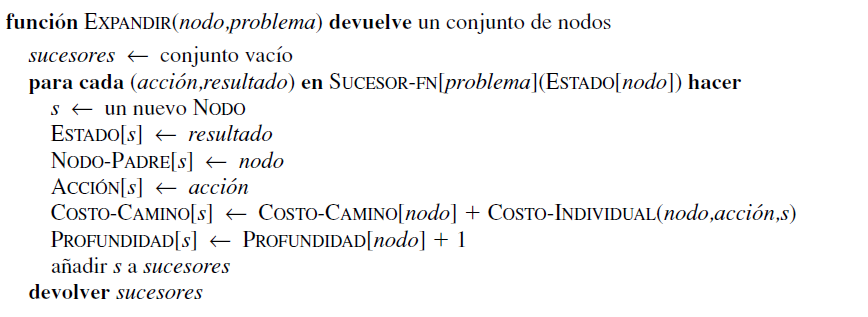 función EXPANDIR(nodo,problema) devuelve un conjunto de nodos
sucesores ← conjunto vacío
para cada (acción,resultado) en SUCESOR-FN[problema](ESTADO[nodo]) hacer
s ← un nuevo NODO
ESTADO[s] ← resultado
NODO-PADRE[s] ← nodo
ACCIÓN[s] ← acción
COSTO-CAMINO[s] ← COSTO-CAMINO[nodo] + COSTO-INDIVIDUAL(nodo,acción,s)
PROFUNDIDAD[s] ← PROFUNDIDAD[nodo] + 1
añadir s a sucesores
devolver sucesores